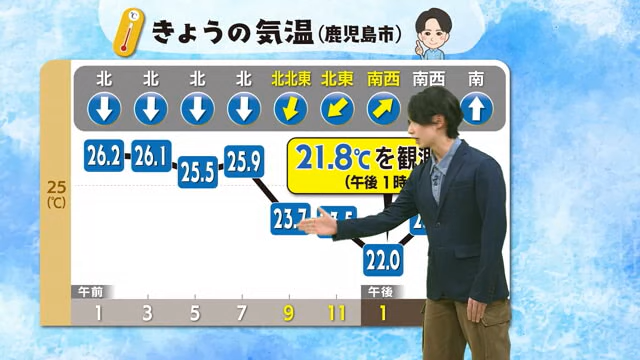 ℃
きょうの気温(鹿児島市)
北 北 北 北 北北東 北東 南西 南西 南
26.2 26.1 25.5 25.9
21.8℃を観
(午後1時
25
(℃)
23.7
22.0
午前 午後
1 3 5 7 9 11 1